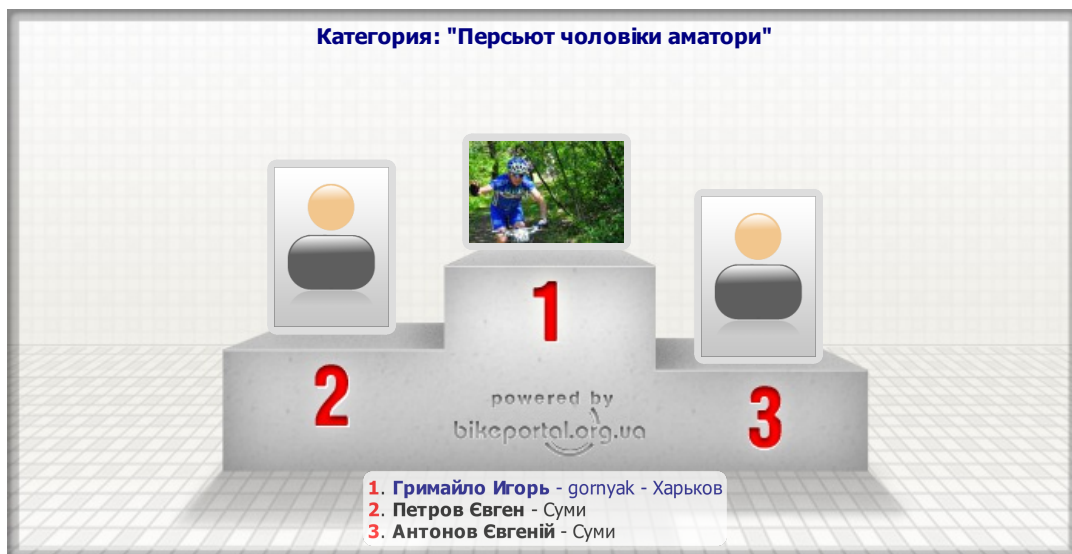 Категория: "Персьют чоловіки аматори"
1
2
3
powered by
bikeportal.org.ua
1. Гримайло Игорь - gornyak - Харьков
2. Петров Євген - Суми
3. Антонов Євгеній - Суми